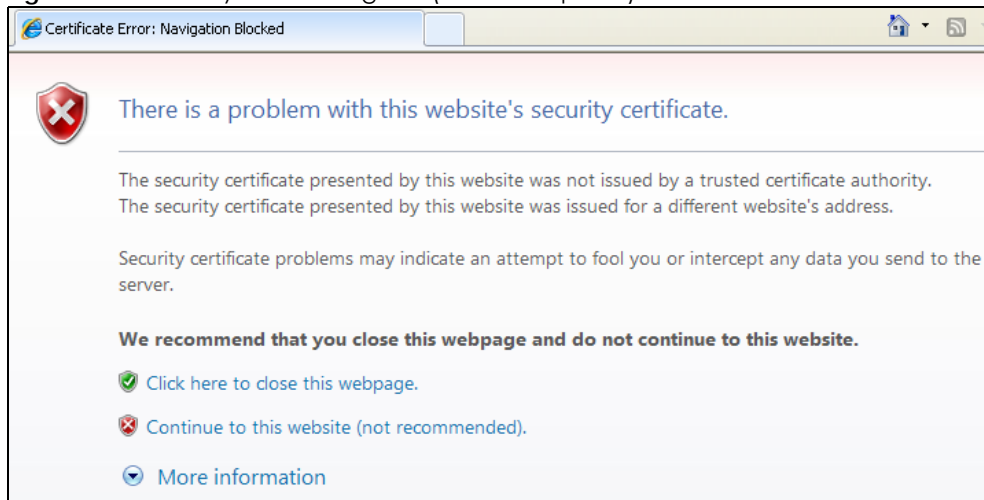 Certificate Error: Navigation Blocked
There is a problem with this website's security certificate.
The security certificate presented by this website was not issued by a trusted certificate authority.
The security certificate presented by this website was issued for a different website's address.
Security certificate problems may indicate an attempt to fool you or intercept any data you send to the
server.
We recommend that you close this webpage and do not continue to this website.
Click here to close this webpage.
Continue to this website (not recommended).
More information